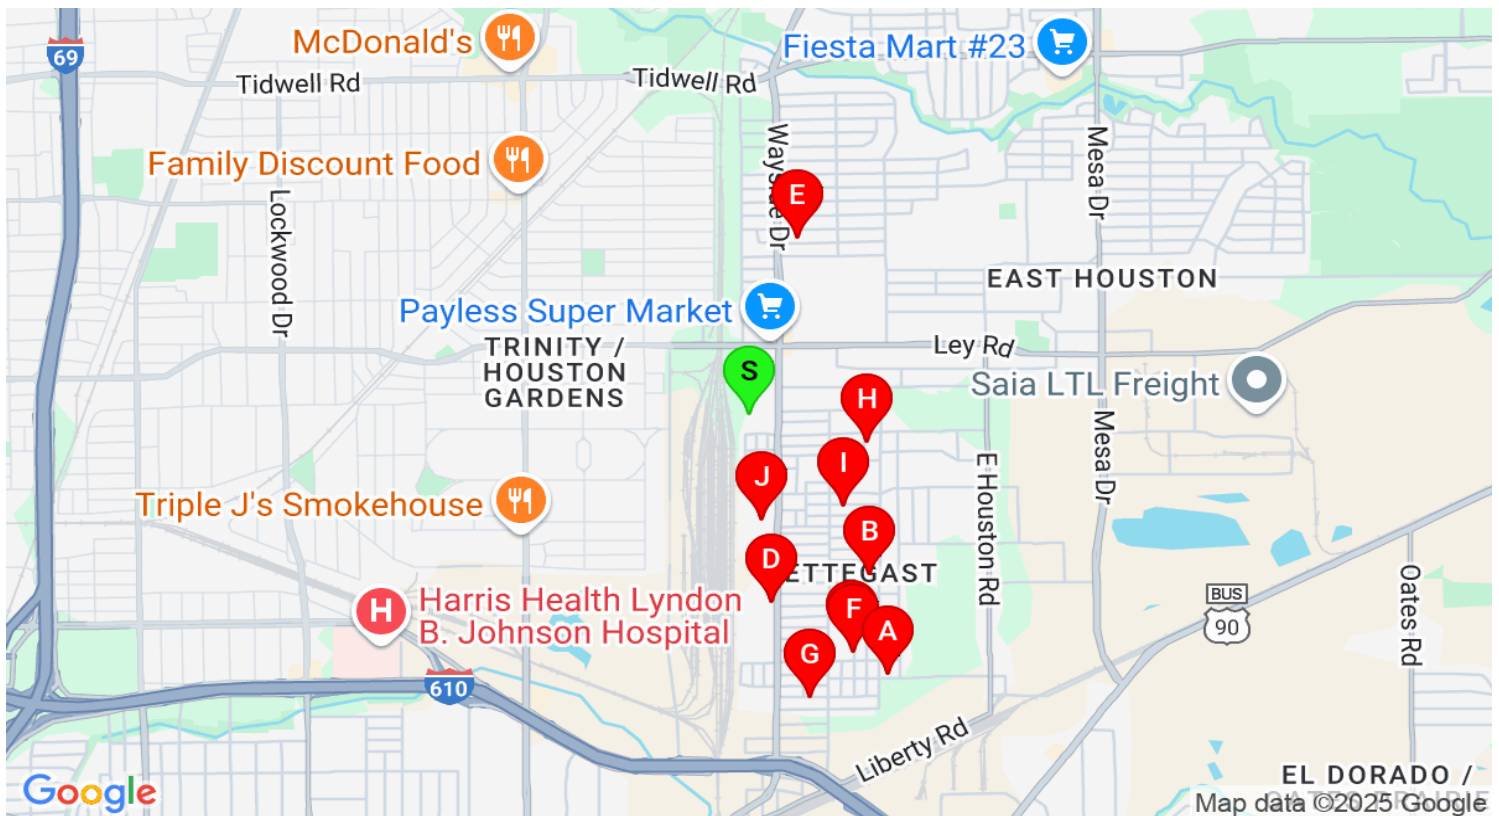 69
McDonald's
Fiesta Mart #23
Tidwell Rd
Tidwell Rd
Family Discount Food
Wayside Dr
Mesa Dr
Lockwood Dr
E
EAST HOUSTON
Payless Super Market
Ley Rd
TRINITY /
HOUSTON
GARDENS
S
Saia LTL Freight
H
I
J
Mesa Dr
E Houston Rd
Triple J's Smokehouse
B
D
ETTEGAST
Harris Health Lyndon
B. Johnson Hospital
H
F
A
G
BUS
90
Oates Rd
610
Liberty Rd
EL DORADO /
Google
Map data ©2025 Google